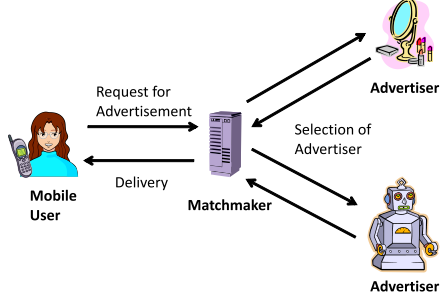 Advertiser
Request for
Advertisement
Selection of
Advertiser
Delivery
Mobile
User
Matchmaker
Advertiser